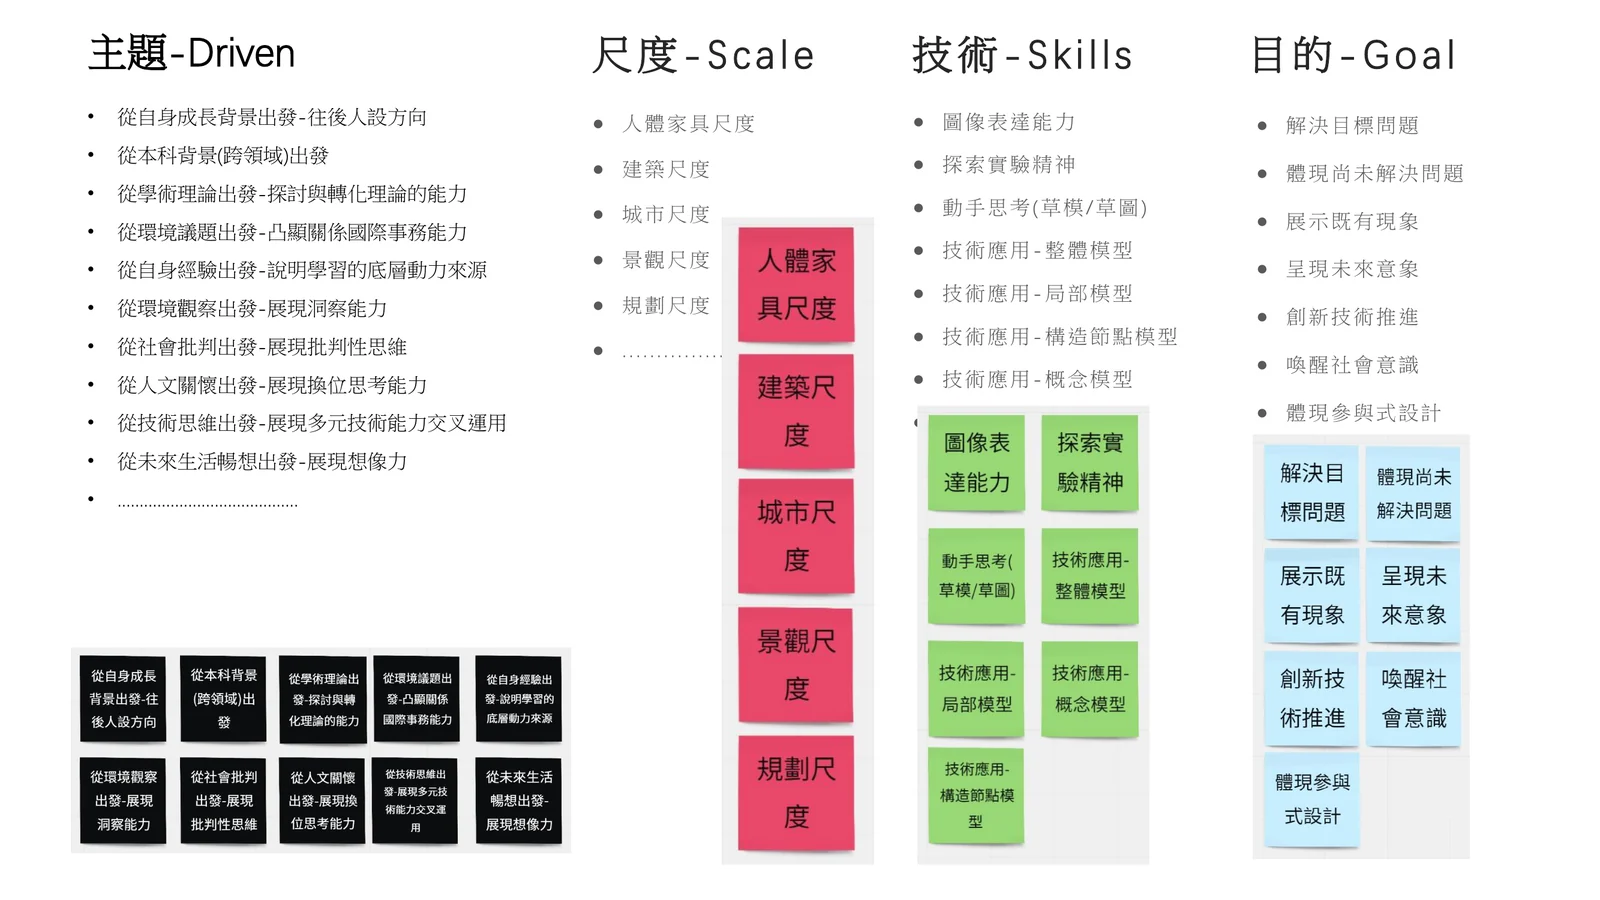 主題-Driven
從自身成長背景出發-往後人設方向
從本科背景(跨領域)出發
從學術理論出發-探討與轉化理論的能力
從環境議題出發-凸顯關係國際事務能力
從自身經驗出發-說明學習的底層動力來源
從環境觀察出發-展現洞察能力
從社會批判出發-展現批判性思維
從人文關懷出發-展現換位思考能力
從技術思維出發-展現多元技術能力交叉運用
從未來生活暢想出發-展現想像力
.........................................
從自身成長
背景出發-往
後人設方向
從本科背景
(跨領域)出
發
從學術理論出
發-探討與轉
化理論的能力
從環境議題出
發-凸顯關係
國際事務能力
從自身經驗出
發-說明學習的
底層動力來源
從環境觀察
出發-展現
洞察能力
從社會批判
出發-展現
批判性思維
從人文關懷
出發-展現換
位思考能力
從技術思維出
發-展現多元技
術能力交叉運
用
從未來生活
暢想出發-
展現想像力
尺度-Scale
人體家具尺度
建築尺度
城市尺度
景觀尺度
規劃尺度
...............
人體家
具尺度
建築尺
度
城市尺
度
景觀尺
度
規劃尺
度
技術-Skills
圖像表達能力
探索實驗精神
動手思考(草模/草圖)
技術應用-整體模型
技術應用-局部模型
技術應用-構造節點模型
技術應用-概念模型
圖像表
達能力
探索實
驗精神
動手思考(
草模/草圖)
技術應用-
整體模型
技術應用-
局部模型
技術應用-
概念模型
技術應用-
構造節點模
型
目的-Goal
解決目標問題
體現尚未解決問題
展示既有現象
呈現未來意象
創新技術推進
喚醒社會意識
體現參與式設計
解決目
標問題
體現尚未
解決問題
展示既
有現象
呈現未
來意象
創新技
術推進
喚醒社
會意識
體現參與
式設計